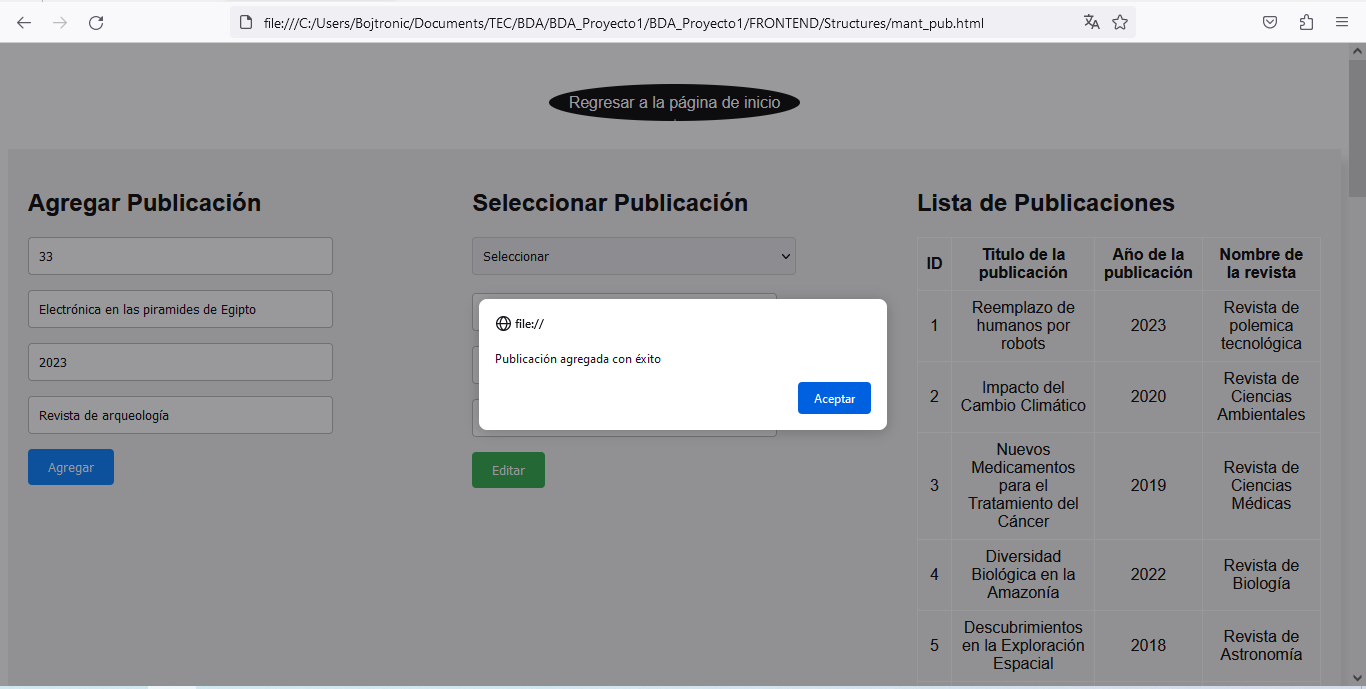 file:///C:/Users/Bojtronic/Documents/TEC/BDA/BDA_Proyecto1/BDA_Proyecto1/FRONTEND/Structures/mant_pub.html
Regresar a la página de inicio
Agregar Publicación
33
Electrónica en las piramides de Egipto
2023
Revista de arqueología
Agregar
Seleccionar Publicación
Seleccionar
Editar
file://
Publicación agregada con éxito
Aceptar
Lista de Publicaciones
ID
Titulo de la
publicación
Año de la
publicación
Nombre de
la revista
1
Reemplazo de
humanos por
robots
2023
Revista de
polemica
tecnológica
2
Impacto del
Cambio Climático
2020
Revista de
Ciencias
Ambientales
3
Nuevos
Medicamentos
para el
Tratamiento del
Cáncer
2019
Revista de
Ciencias
Médicas
4
Diversidad
Biológica en la
Amazonía
2022
Revista de
Biología
5
Descubrimientos
en la Exploración
Espacial
2018
Revista de
Astronomía